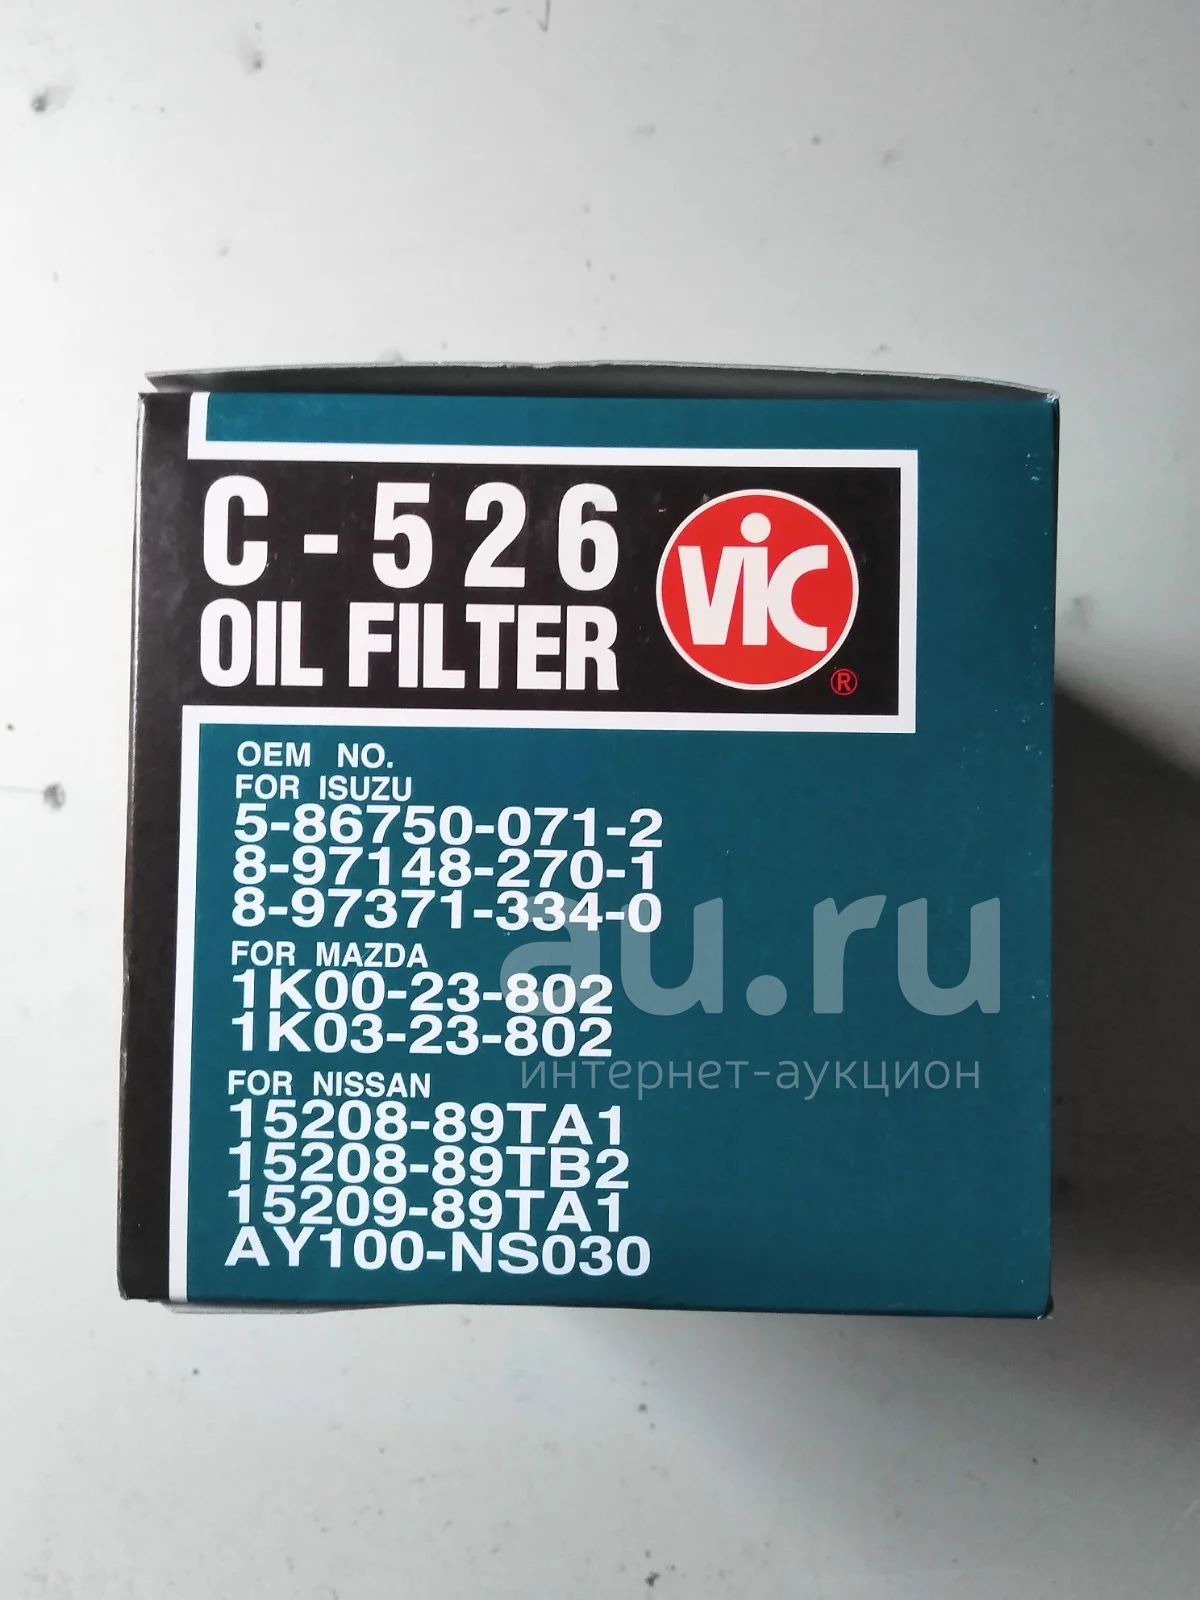 C-526
OIL FILTER
VIC
®
OEM NO.
FOR ISUZU
5-86750-071-2
8-97148-270-1
8-97371-334-0
FOR MAZDA
1K00-23-802
1K03-23-802
FOR NISSAN
15208-89TA1
15208-89TB2
15209-89TA1
AY100-NS030
au.ru
интернет-аукцион